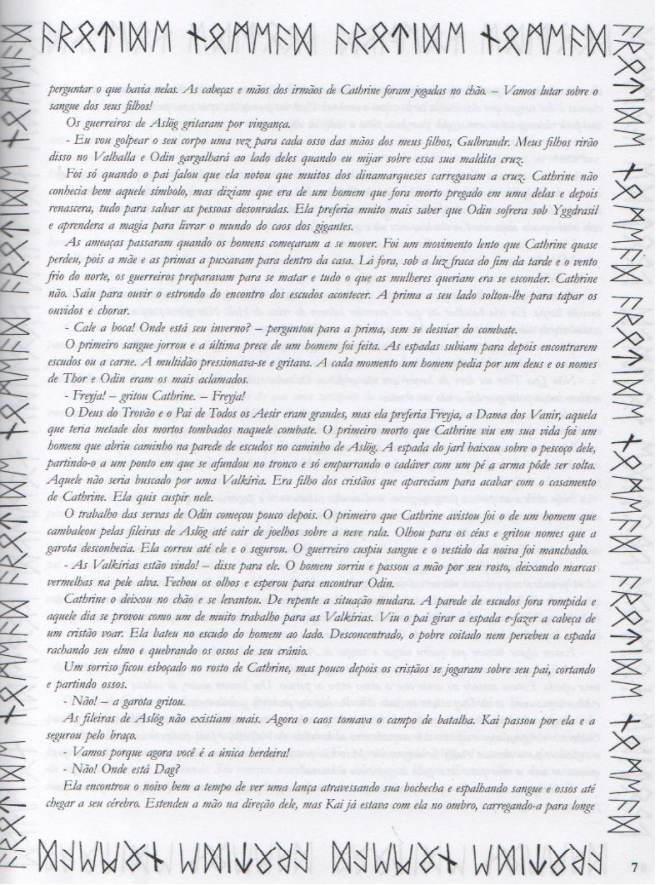 perguntar o que havia nelas. As cabeças e mãos dos irmãos de Cathrine foram jogadas no chão. – Vamos lutar sobre o
sangue dos seus filhos!
Os guerreiros de Aslög gritaram por vingança.
- Eu vou golpear o seu corpo uma vez para cada osso das mãos dos meus filhos, Gulbrandr. Meus filhos rirão
disso no Valhalla e Odin gargalhará ao lado deles quando eu mijar sobre essa sua maldita cruz.
Foi só quando o pai falou que ela notou que muitos dos dinamarqueses carregavam a cruz. Cathrine não
conhecia bem aquele símbolo, mas diziam que era de um homem que fora morto pregado em uma delas e depois
renascera, tudo para salvar as pessoas desonradas. Ela preferia muito mais saber que Odin sofrera sob Yggdrasil
e aprendera a magia para livrar o mundo do caos dos gigantes.
As ameaças passaram quando os homens começaram a se mover. Foi um movimento lento que Cathrine quase
perdeu, pois a mãe e as primas a puxavam para dentro da casa. Lá fora, sob a luz fraca do fim da tarde e o vento
frio do norte, os guerreiros preparavam para se matar e tudo o que as mulheres queriam era se esconder. Cathrine
não. Saiu para ouvir o estrondo do encontro dos escudos acontecer. A prima a seu lado soltou-lhe para tapar os
ouvidos e chorar.
- Cale a boca! Onde está seu inverno? – perguntou para a prima, sem se desviar do combate.
O primeiro sangue jorrou e a última prece de um homem foi feita. As espadas subiam para depois encontrarem
escudos ou a carne. A multidão pressionava-se e gritava. A cada momento um homem pedia por um deus e os nomes
de Thor e Odin eram os mais aclamados.
- Freyja! – gritou Cathrine. – Freyja!
O Deus do Trovão e o Pai de Todos os Aesir eram grandes, mas ela preferia Freyja, a Dama dos Vanir, aquela
que teria metade dos mortos tombados naquele combate. O primeiro morto que Cathrine viu em sua vida foi um
homem que abriu caminho na parede de escudos no caminho de Aslög. A espada do jarl baixou sobre o pescoço dele,
partindo-o a um ponto em que se afundou no tronco e só empurrando o cadáver com um pé a arma pôde ser solta.
Aquele não seria buscado por uma Valkíria. Era filho dos cristãos que apareciam para acabar com o casamento
de Cathrine. Ela quis cuspir nele.
O trabalho das servas de Odin começou pouco depois. O primeiro que Cathrine avistou foi o de um homem que
cambaleou pelas fileiras de Aslög até cair de joelhos sobre a neve rala. Olhou para os céus e gritou nomes que a
garota desconhecia. Ela correu até ele e o segurou. O guerreiro cuspiu sangue e o vestido da noiva foi manchado.
- As Valkírias estão vindo! – disse para ele. O homem sorriu e passou a mão por seu rosto, deixando marcas
vermelhas na pele alva. Fechou os olhos e esperou para encontrar Odin.
Cathrine o deixou no chão e se levantou. De repente a situação mudara. A parede de escudos fora rompida e
aquele dia se provou como um de muito trabalho para as Valkírias. Viu o pai girar a espada e fazer a cabeça de
um cristão voar. Ela bateu no escudo do homem ao lado. Desconcentrado, o pobre coitado nem percebeu a espada
rachando seu elmo e quebrando os ossos de seu crânio.
Um sorriso ficou esboçado no rosto de Cathrine, mas pouco depois os cristãos se jogaram sobre seu pai, cortando
e partindo ossos.
- Não! – a garota gritou.
As fileiras de Aslög não existiam mais. Agora o caos tomava o campo de batalha. Kai passou por ela e a
segurou pelo braço.
- Vamos porque agora você é a única herdeira!
- Não! Onde está Dag?
Ela encontrou o noivo bem a tempo de ver uma lança atravessando sua bochecha e espalhando sangue e ossos até
chegar a seu cérebro. Estendeu a mão na direção dele, mas Kai já estava com ela no ombro, carregando-a para longe
7